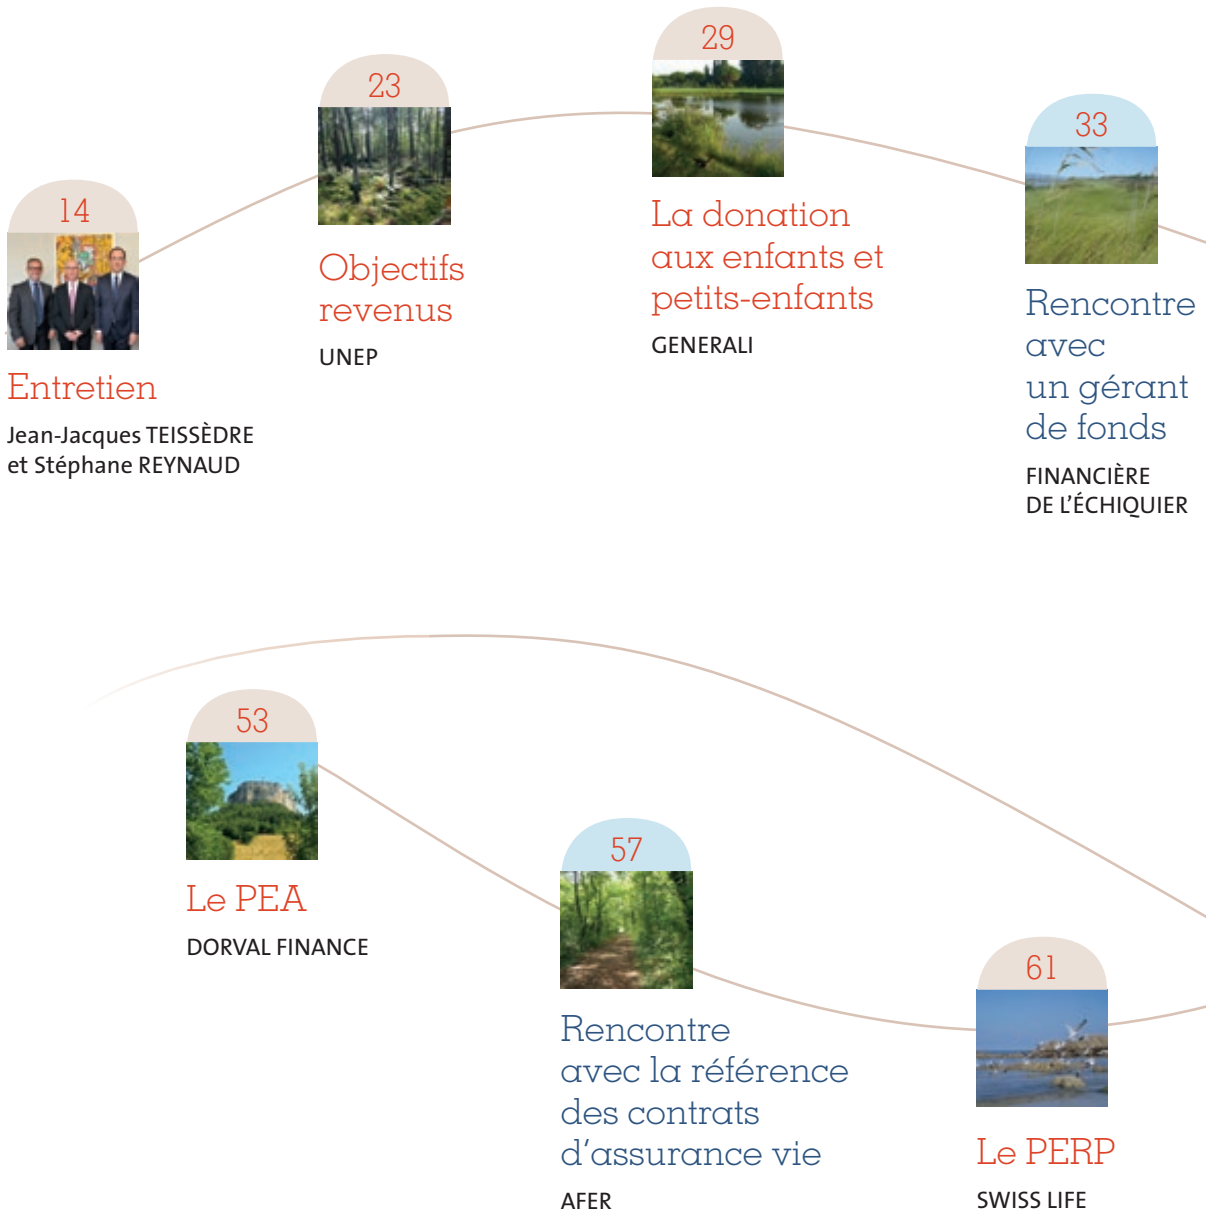 14
Entretien
Jean-Jacques TEISSÈDRE
et Stéphane REYNAUD
23
Objectifs
revenus
UNEP
29
La donation
aux enfants et
petits-enfants
GENERALI
33
Rencontre
avec
un gérant
de fonds
FINANCIÈRE
DE L'ÉCHIQUIER
53
Le PEA
DORVAL FINANCE
57
Rencontre
avec la référence
des contrats
d'assurance vie
AFER
61
Le PERP
SWISS LIFE